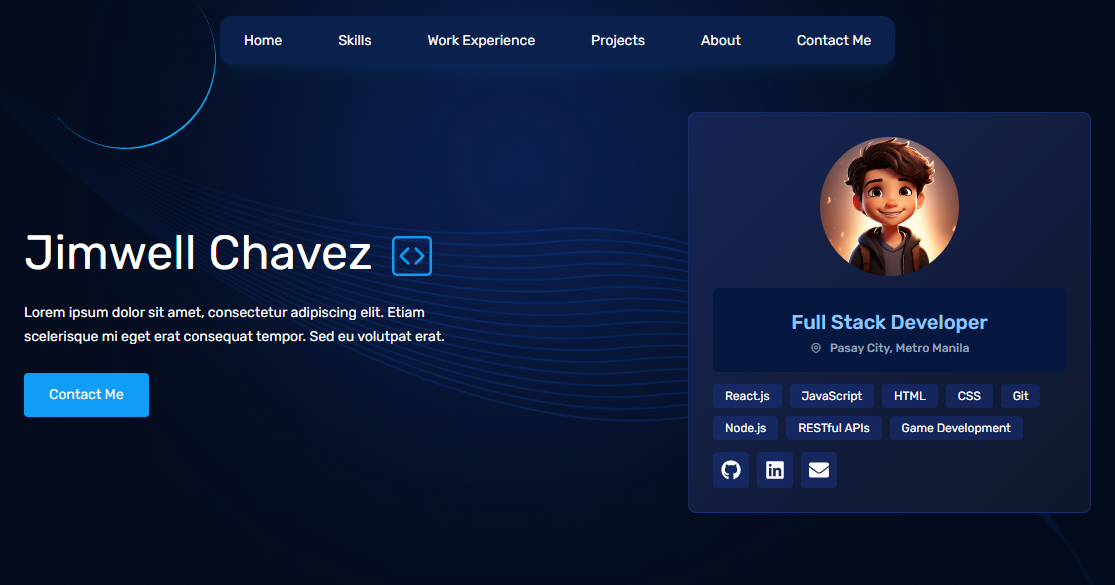 Home Skills Work Experience Projects About Contact Me
Jimwell Chavez
Lorem ipsum dolor sit amet, consectetur adipiscing elit. Etiam
scelerisque mi eget erat consequat tempor. Sed eu volutpat erat.
Contact Me
Full Stack Developer
Pasay City, Metro Manila
React.js JavaScript HTML CSS Git
Node.js RESTful APIs Game Development
in